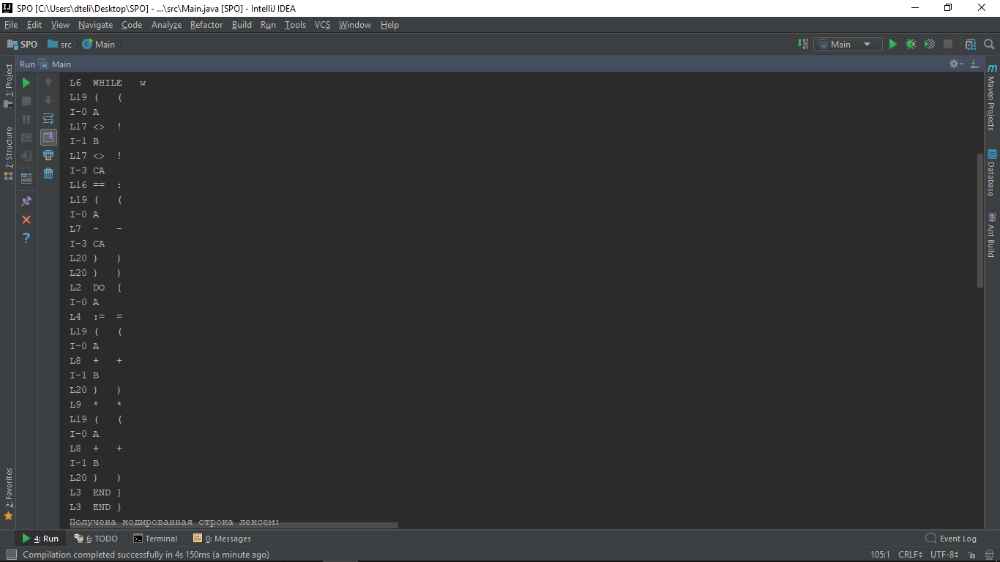 SPO [C:\Users\dteli\Desktop\SPO] - ...\src\Main.java [SPO] - IntelliJ IDEA
File Edit View Navigate Code Analyze Refactor Build Run Tools VCS Window Help
SPO src Main Main
Run Main
1: Project
7: Structure
2: Favorites
L6 WHILE w
L19 ( (
I-0 A
L17 <> !
I-1 B
L17 <> !
I-3 CA
L16 == :
L19 ( (
I-0 A
L7 - -
I-3 CA
L20 ) )
L20 ) )
L2 DO {
I-0 A
L4 := =
L19 ( (
I-0 A
L8 + +
I-1 B
L20 ) )
L9 * *
L19 ( (
I-0 A
L8 + +
I-1 B
L20 ) )
L3 END }
L3 END }
Получена кодированная строка лексем:
Maven Projects
Database
Ant Build
4: Run 6: TODO Terminal 0: Messages Event Log
Compilation completed successfully in 4s 150ms (a minute ago) 105:1 CRLF UTF-8